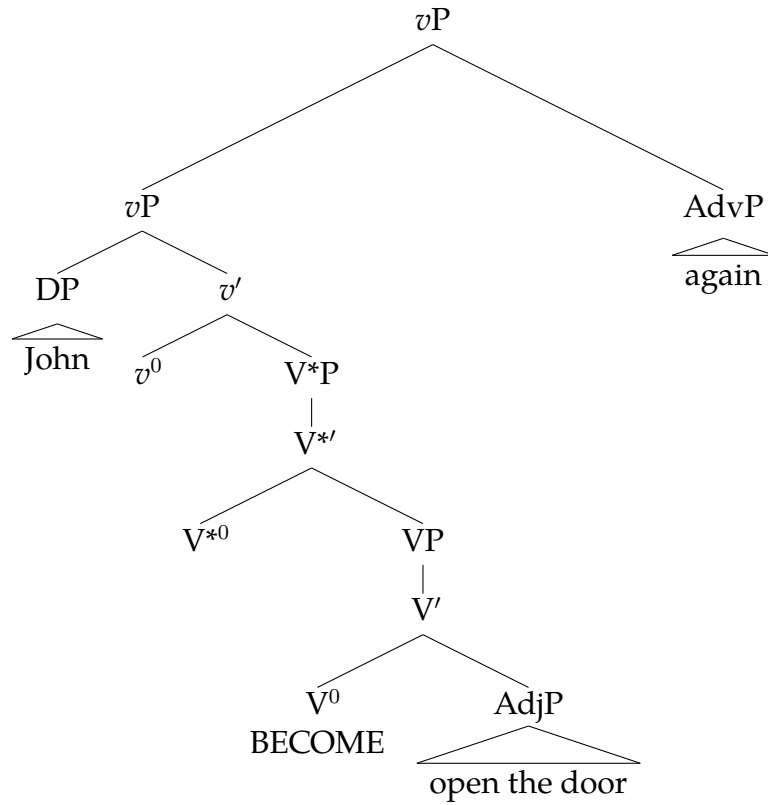 vP
vP AdvP
again
DP v′
John
v⁰ V*P
V*′
V*⁰ VP
V′
V⁰ AdjP
BECOME
open the door